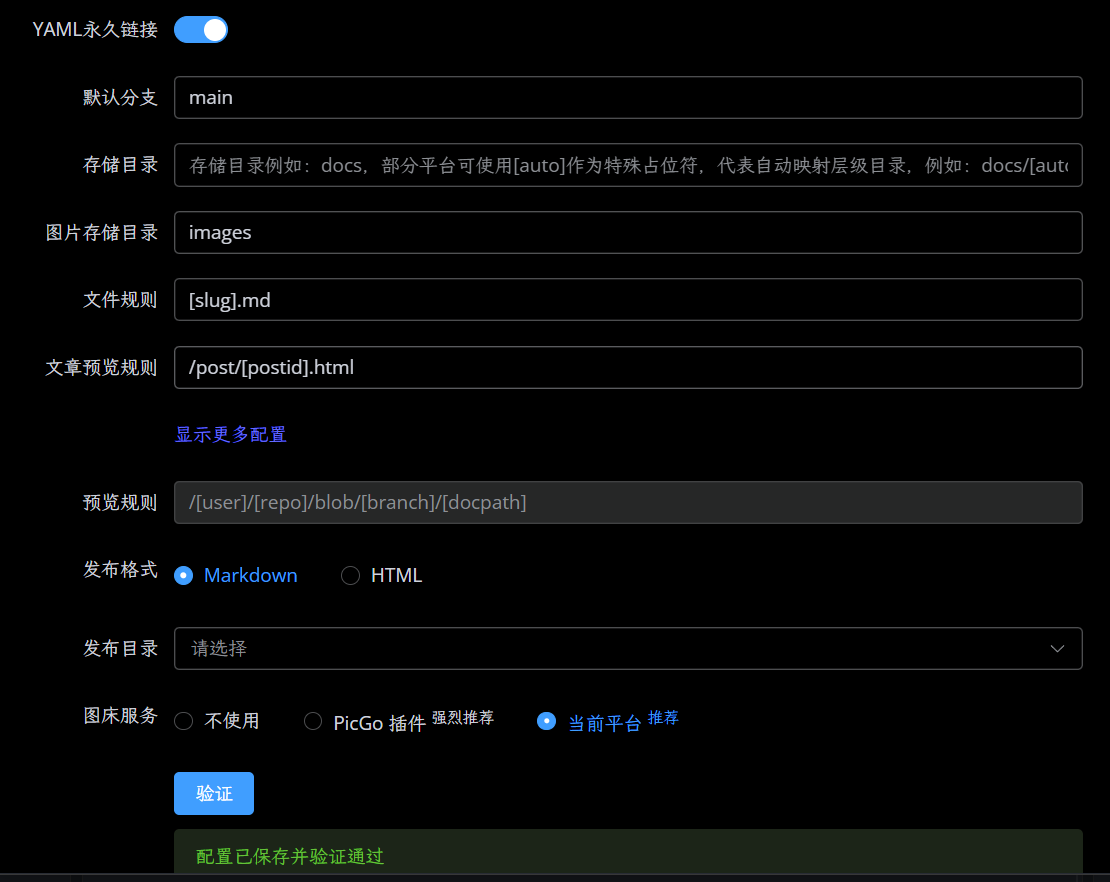 YAML永久链接
默认分支 main
存储目录 存储目录例如：docs，部分平台可使用[auto]作为特殊占位符，代表自动映射层级目录，例如：docs/[auto
图片存储目录 images
文件规则 [slug].md
文章预览规则 /post/[postid].html
显示更多配置
预览规则 /[user]/[repo]/blob/[branch]/[docpath]
发布格式 Markdown HTML
发布目录 请选择
图床服务 不使用 PicGo 插件 强烈推荐 当前平台 推荐
验证
配置已保存并验证通过